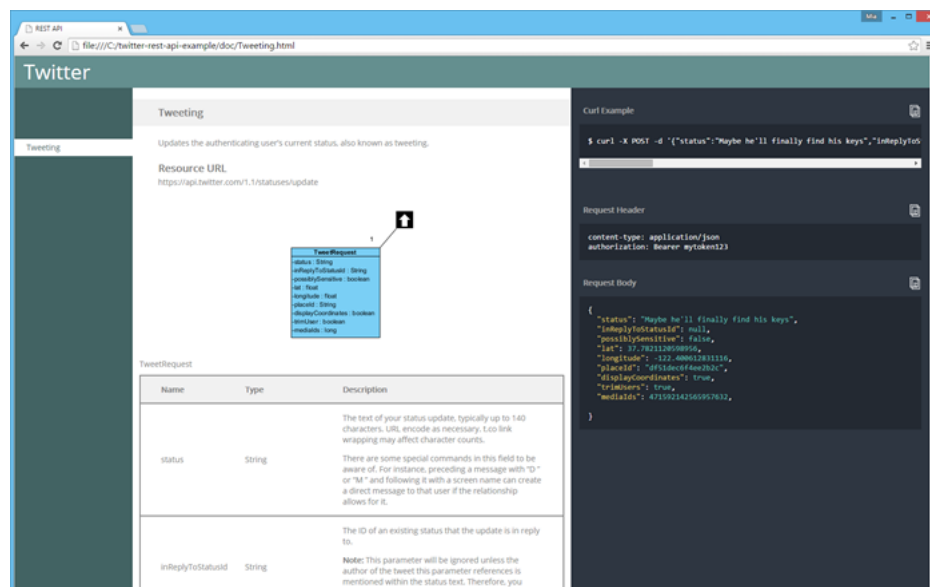 REST API
Ma
file:///C:/twitter-rest-api-example/doc/Tweeting.html
Twitter
Tweeting
Tweeting
Updates the authenticating user's current status, also known as tweeting.
Resource URL
https://api.twitter.com/1.1/statuses/update
1
TweetRequest
-status : String
-inReplyToStatusId : String
-possiblySensitive : boolean
-lat : float
-longitude : float
-placeId : String
-displayCoordinates : boolean
-trimUser : boolean
-mediaIds : long
TweetRequest
Name Type Description
The text of your status update, typically up to 140
characters. URL encode as necessary. t.co link
wrapping may affect character counts.
status String
There are some special commands in this field to be
aware of. For instance, preceding a message with "D "
or "M " and following it with a screen name can create
a direct message to that user if the relationship
allows for it.
The ID of an existing status that the update is in reply
to.
inReplyToStatusId String
Note: This parameter will be ignored unless the
author of the tweet this parameter references is
mentioned within the status text. Therefore, you
Curl Example
$ curl -X POST -d '{"status":"Maybe he'll finally find his keys","inReplyToS
Request Header
content-type: application/json
authorization: Bearer mytoken123
Request Body
{
"status": "Maybe he'll finally find his keys",
"inReplyToStatusId": null,
"possiblySensitive": false,
"lat": 37.7821120598956,
"longitude": -122.400612831116,
"placeId": "df51dec6f4ee2b2c",
"displayCoordinates": true,
"trimUsers": true,
"mediaIds": 471592142565957632,
}